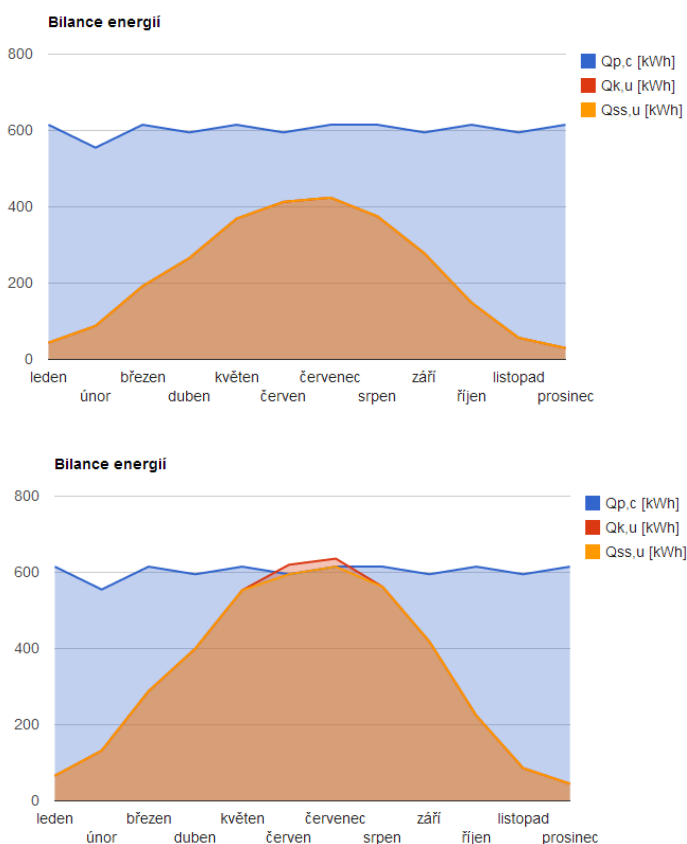 Bilance energií
800
600
400
200
0
Qp,c [kWh]
Qk,u [kWh]
Qss,u [kWh]
leden březen květen červenec září listopad
únor duben červen srpen říjen prosinec
Bilance energií
800
600
400
200
0
Qp,c [kWh]
Qk,u [kWh]
Qss,u [kWh]
leden březen květen červenec září listopad
únor duben červen srpen říjen prosinec